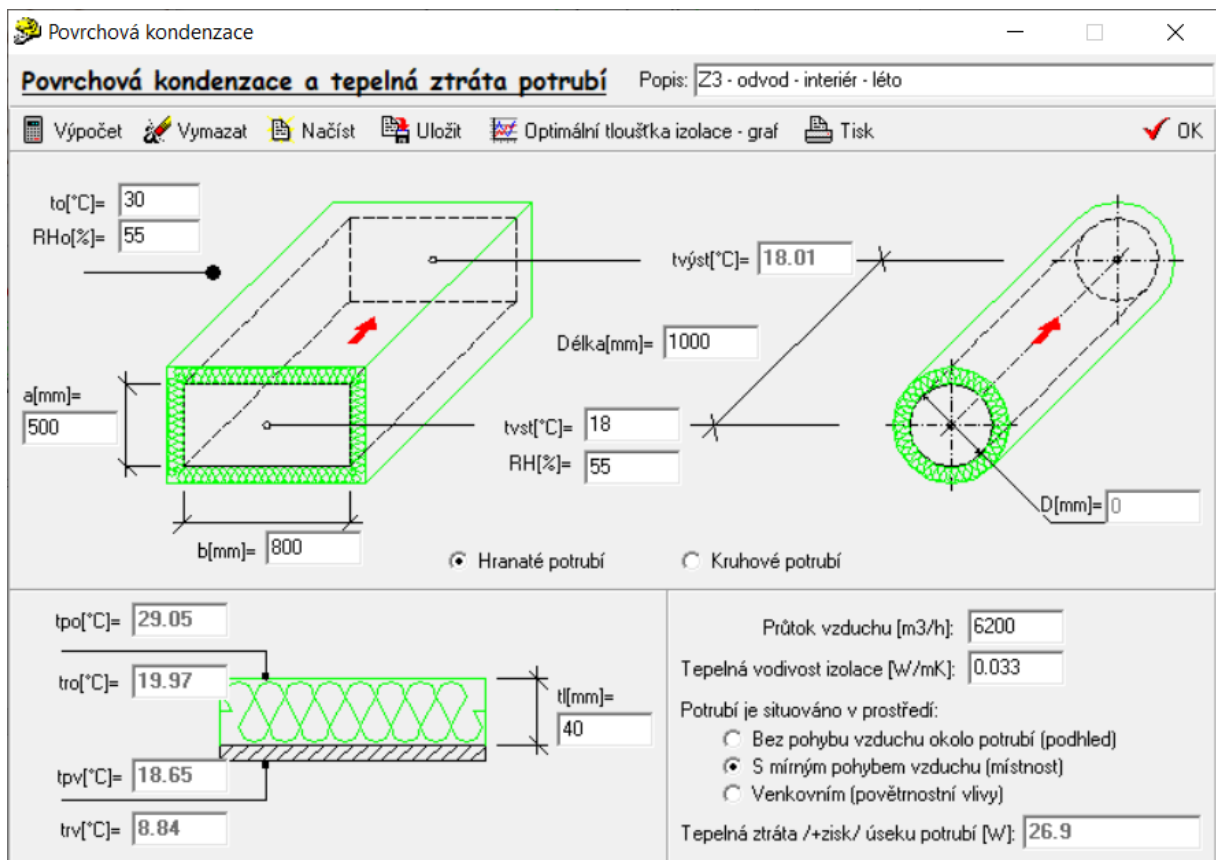 Povrchová kondenzace
Povrchová kondenzace a tepelná ztráta potrubí Popis: Z3 - odvod - interiér - léto
Výpočet Vymazat Načíst Uložit Optimální tloušťka izolace - graf Tisk OK
to[°C]= 30
RHo[%]= 55
tvýst[°C]= 18.01
Délka[mm]= 1000
a[mm]=
500
tvst[°C]= 18
RH[%]= 55
D[mm]= 0
b[mm]= 800
Hranaté potrubí Kruhové potrubí
tpo[°C]= 29.05
tro[°C]= 19.97
tl[mm]=
40
tpv[°C]= 18.65
trv[°C]= 8.84
Průtok vzduchu [m3/h]: 6200
Tepelná vodivost izolace [W/mK]: 0.033
Potrubí je situováno v prostředí:
Bez pohybu vzduchu okolo potrubí (podhled)
S mírným pohybem vzduchu (místnost)
Venkovním (povětrnostní vlivy)
Tepelná ztráta /+zisk/ úseku potrubí [W]: 26.9